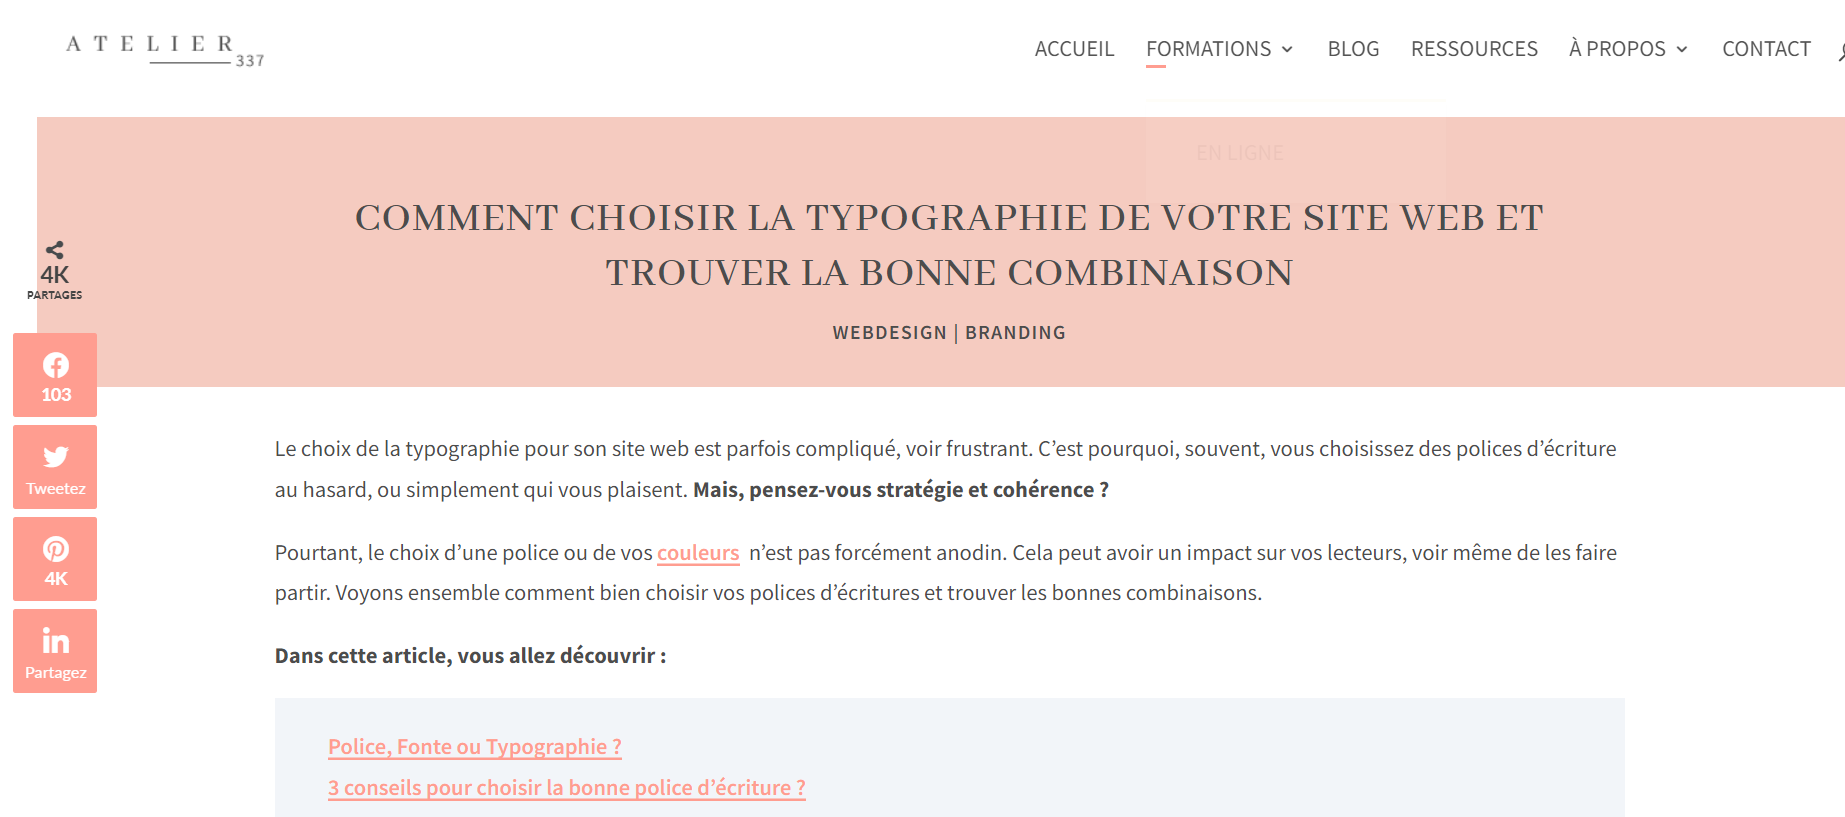 ATELIER
337
ACCUEIL FORMATIONS BLOG RESSOURCES À PROPOS CONTACT
EN LIGNE
COMMENT CHOISIR LA TYPOGRAPHIE DE VOTRE SITE WEB ET
TROUVER LA BONNE COMBINAISON
WEBDESIGN | BRANDING
4K
PARTAGES
103
Tweetez
4K
Partagez
Le choix de la typographie pour son site web est parfois compliqué, voir frustrant. C’est pourquoi, souvent, vous choisissez des polices d’écriture
au hasard, ou simplement qui vous plaisent. Mais, pensez-vous stratégie et cohérence ?
Pourtant, le choix d’une police ou de vos couleurs n’est pas forcément anodin. Cela peut avoir un impact sur vos lecteurs, voir même de les faire
partir. Voyons ensemble comment bien choisir vos polices d’écritures et trouver les bonnes combinaisons.
Dans cette article, vous allez découvrir :
Police, Fonte ou Typographie ?
3 conseils pour choisir la bonne police d’écriture ?